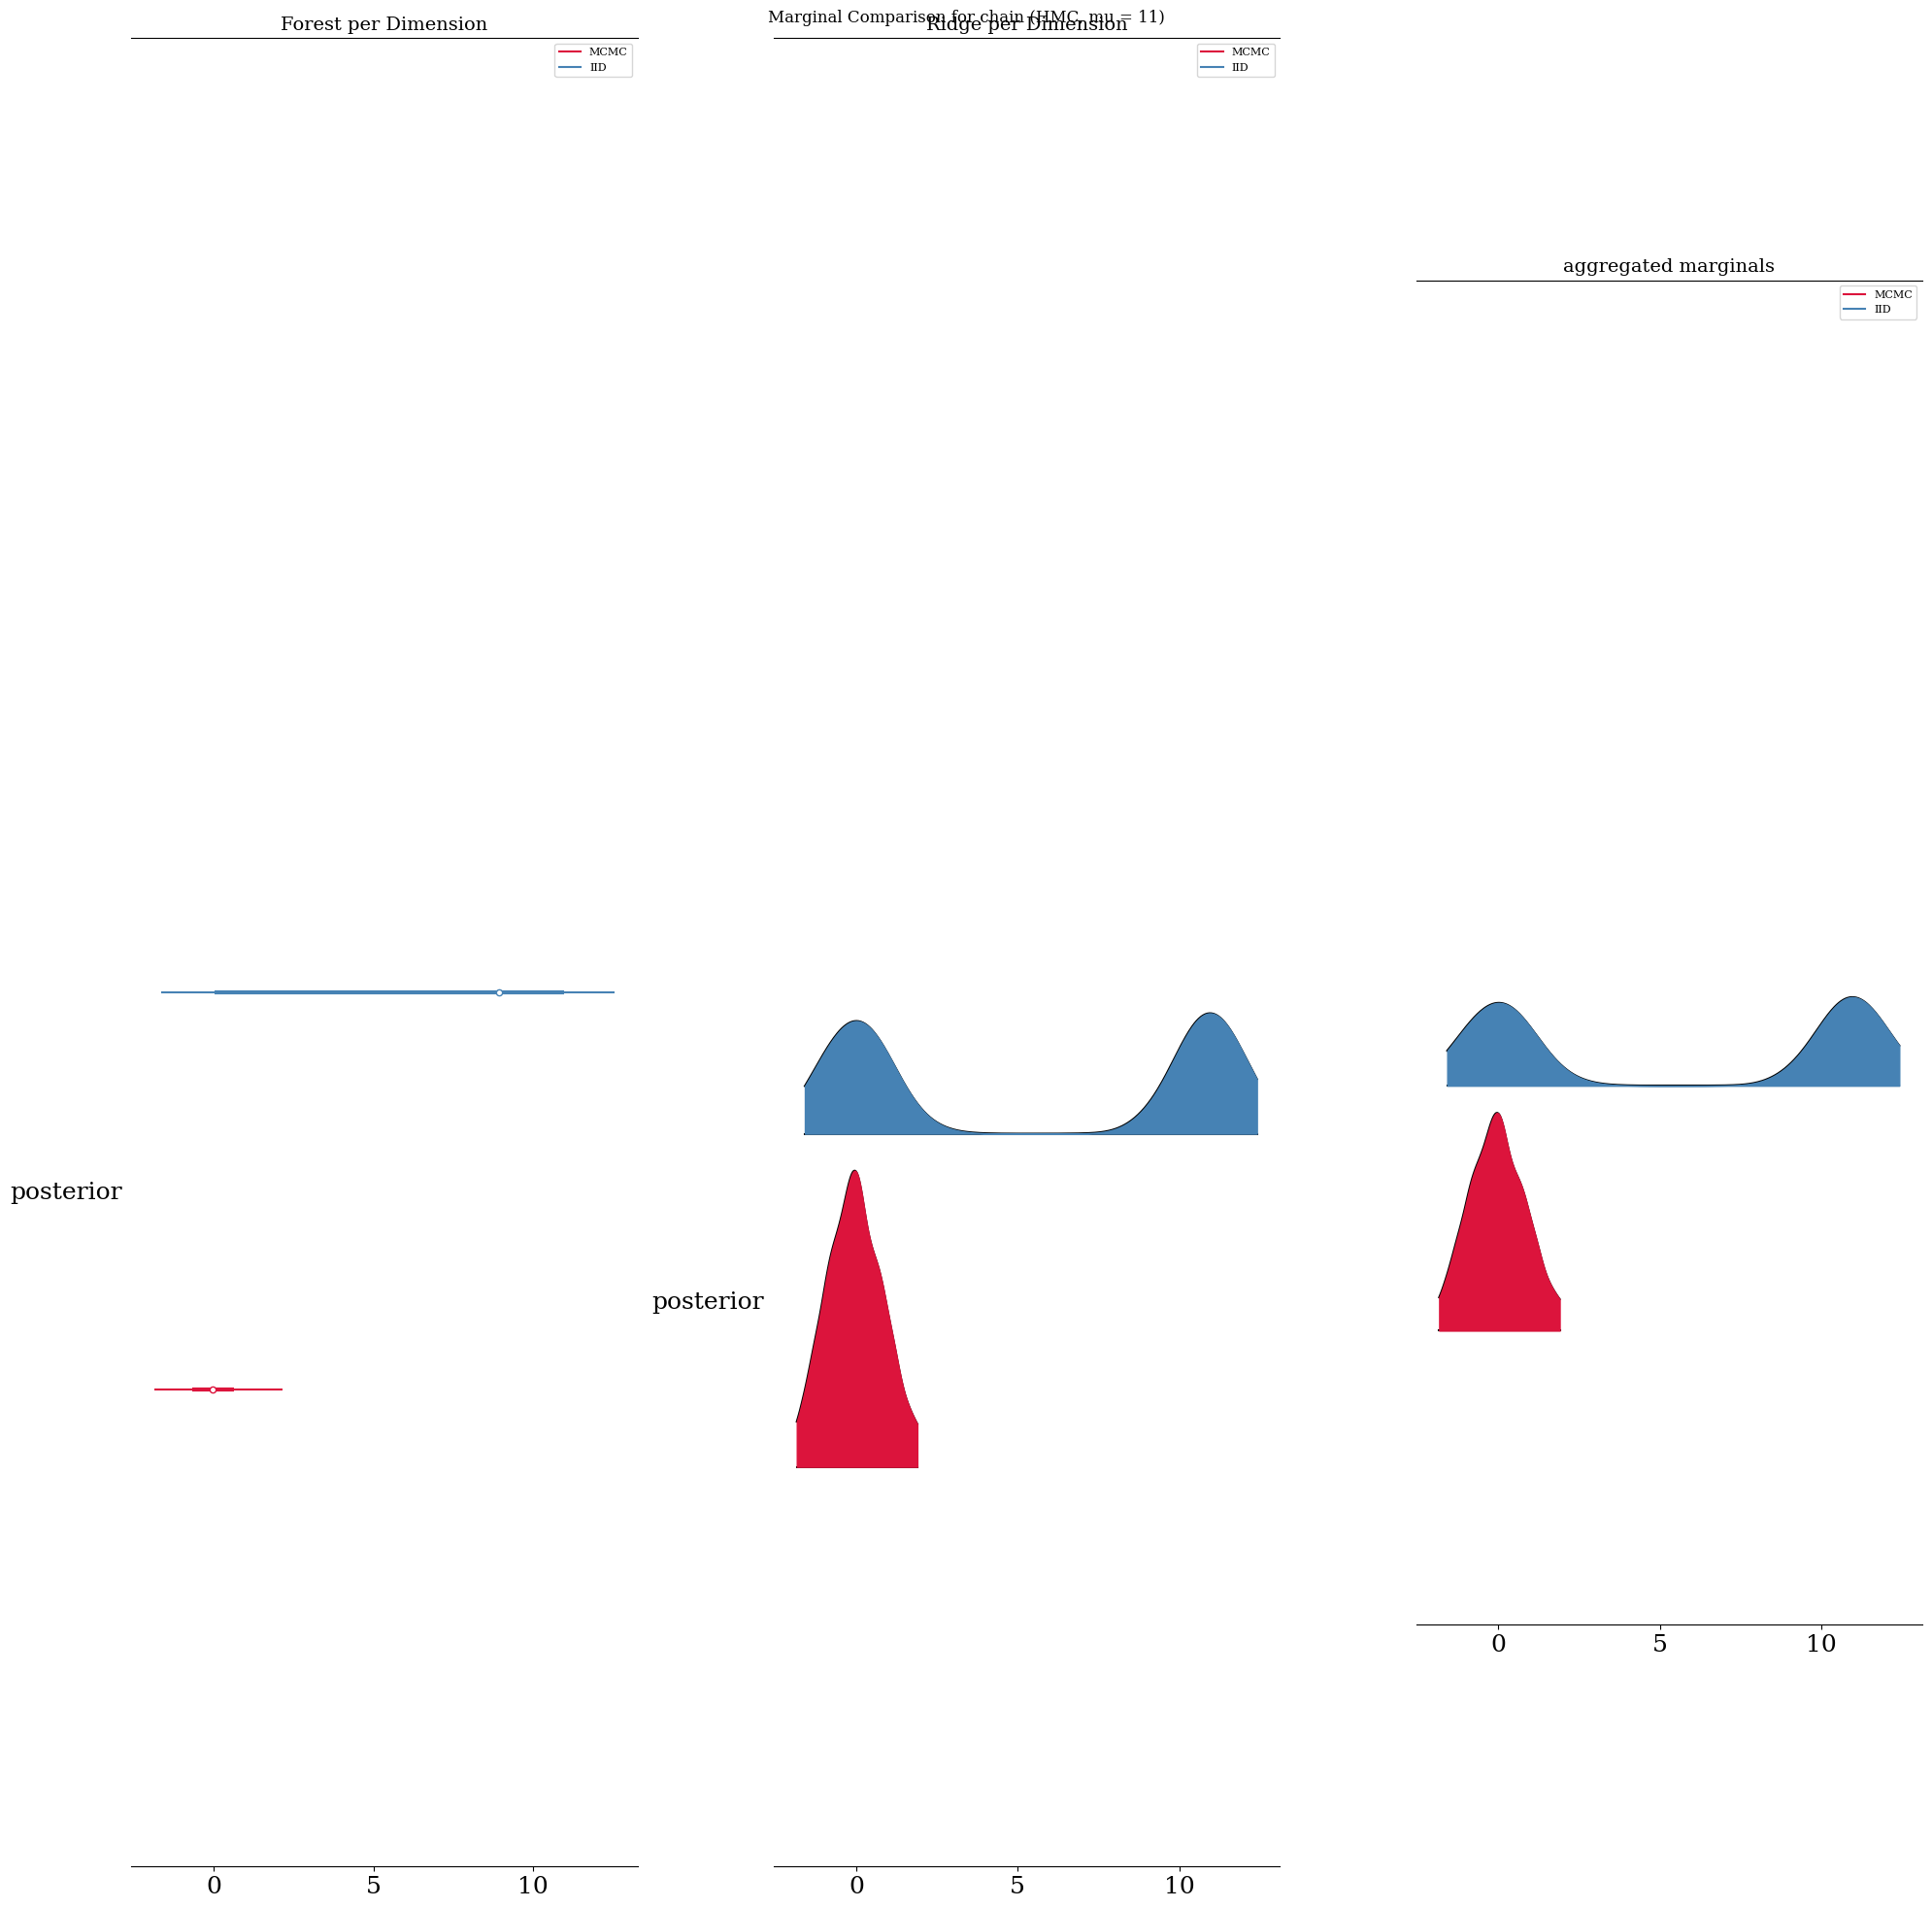 Marginal Comparison for chain (HMC, mu = 11)
Forest per Dimension
MCMC
IID
posterior
0 5 10
Ridge per Dimension
MCMC
IID
posterior
0 5 10
aggregated marginals
MCMC
IID
0 5 10